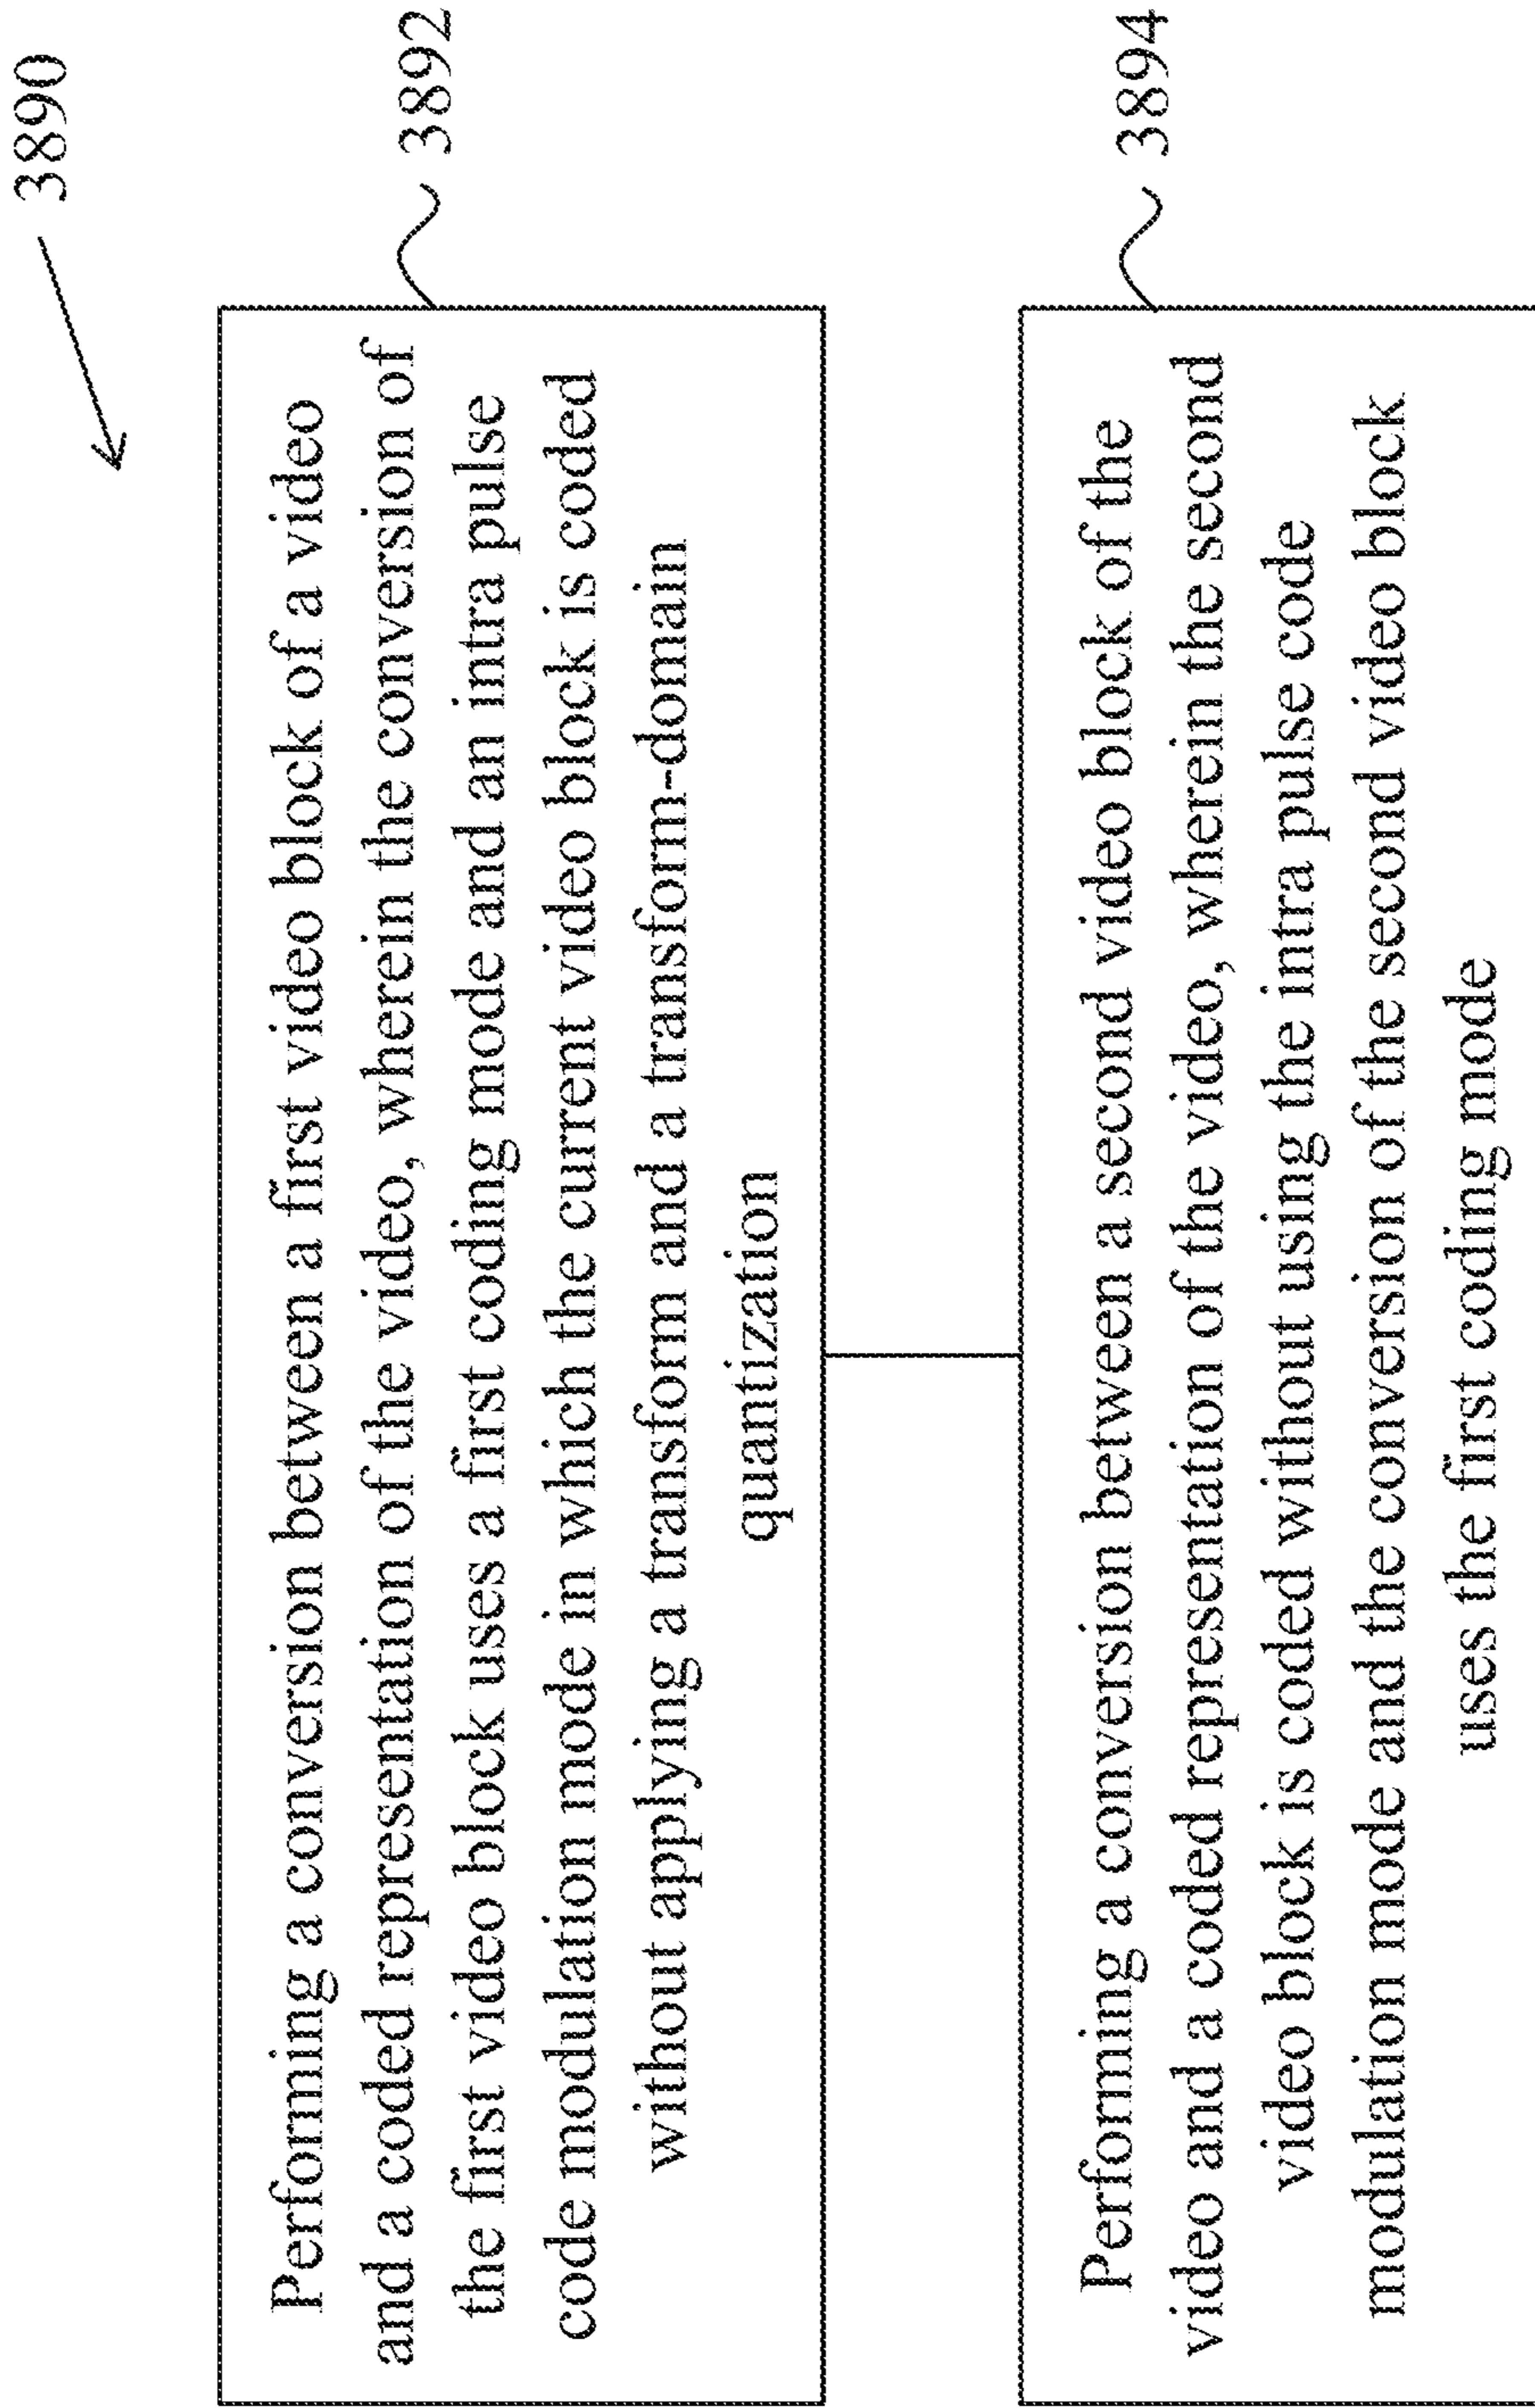 3890
Performing a conversion between a first video block of a video
and a coded representation of the video, wherein the conversion of
the first video block uses a first coding mode and an intra pulse
code modulation mode in which the current video block is coded
without applying a transform and a transform-domain
quantization
3892
Performing a conversion between a second video block of the
video and a coded representation of the video, wherein the second
video block is coded without using the intra pulse code
modulation mode and the conversion of the second video block
uses the first coding mode
3894